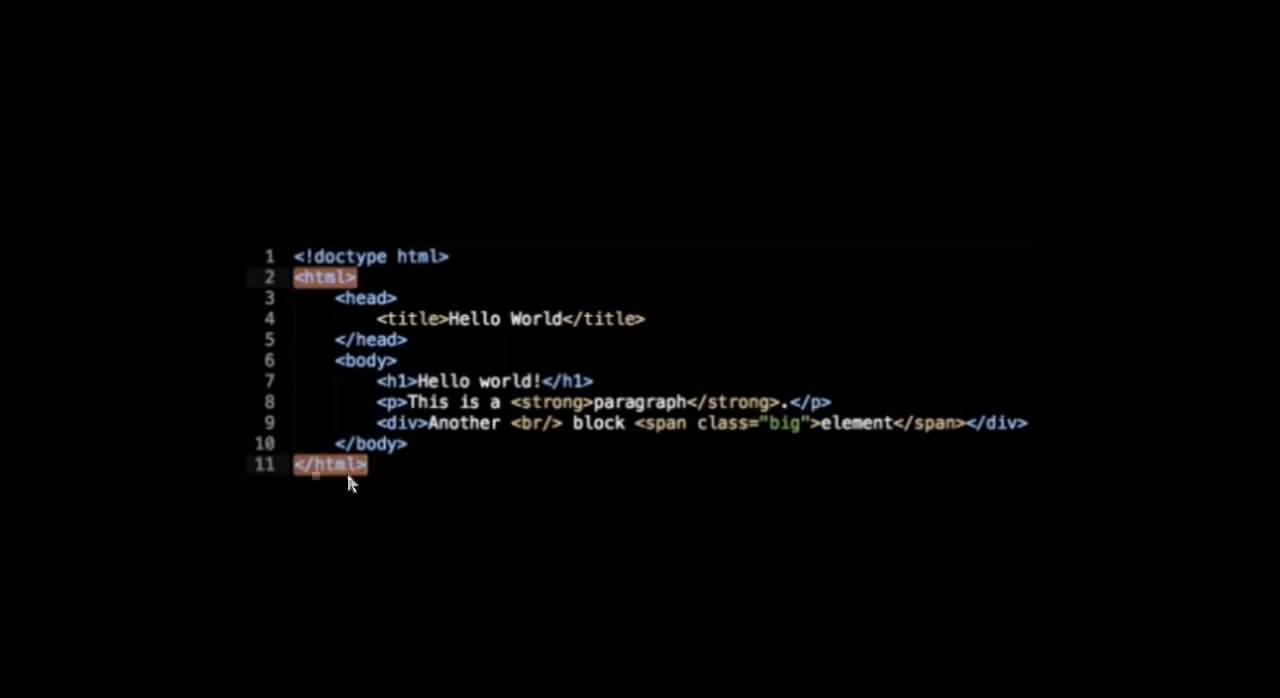 1 <!doctype html>
2 <html>
3     <head>
4         <title>Hello World</title>
5     </head>
6     <body>
7         <h1>Hello world!</h1>
8         <p>This is a <strong>paragraph</strong>.</p>
9         <div>Another <br/> block <span class="big">element</span></div>
10     </body>
11 </html>